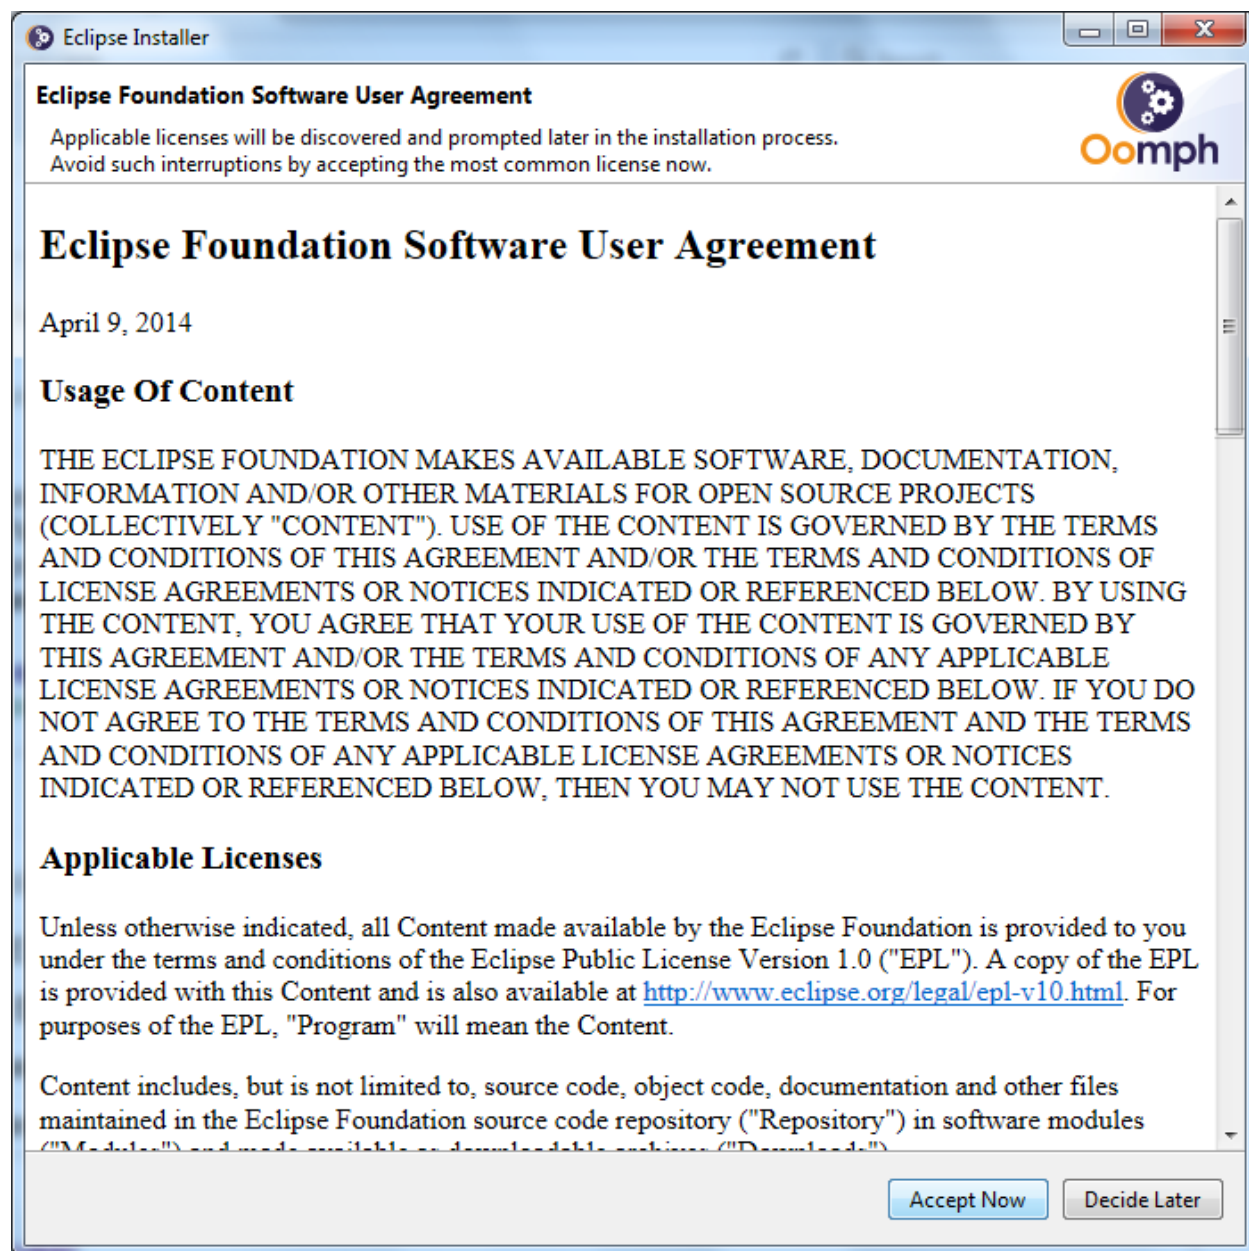 Eclipse Installer
Eclipse Foundation Software User Agreement
Applicable licenses will be discovered and prompted later in the installation process.
Avoid such interruptions by accepting the most common license now.
Oomph
Eclipse Foundation Software User Agreement
April 9, 2014
Usage Of Content
THE ECLIPSE FOUNDATION MAKES AVAILABLE SOFTWARE, DOCUMENTATION,
INFORMATION AND/OR OTHER MATERIALS FOR OPEN SOURCE PROJECTS
(COLLECTIVELY "CONTENT"). USE OF THE CONTENT IS GOVERNED BY THE TERMS
AND CONDITIONS OF THIS AGREEMENT AND/OR THE TERMS AND CONDITIONS OF
LICENSE AGREEMENTS OR NOTICES INDICATED OR REFERENCED BELOW. BY USING
THE CONTENT, YOU AGREE THAT YOUR USE OF THE CONTENT IS GOVERNED BY
THIS AGREEMENT AND/OR THE TERMS AND CONDITIONS OF ANY APPLICABLE
LICENSE AGREEMENTS OR NOTICES INDICATED OR REFERENCED BELOW. IF YOU DO
NOT AGREE TO THE TERMS AND CONDITIONS OF THIS AGREEMENT AND THE TERMS
AND CONDITIONS OF ANY APPLICABLE LICENSE AGREEMENTS OR NOTICES
INDICATED OR REFERENCED BELOW, THEN YOU MAY NOT USE THE CONTENT.
Applicable Licenses
Unless otherwise indicated, all Content made available by the Eclipse Foundation is provided to you
under the terms and conditions of the Eclipse Public License Version 1.0 ("EPL"). A copy of the EPL
is provided with this Content and is also available at http://www.eclipse.org/legal/epl-v10.html. For
purposes of the EPL, "Program" will mean the Content.
Content includes, but is not limited to, source code, object code, documentation and other files
maintained in the Eclipse Foundation source code repository ("Repository") in software modules
("Modules") and made available as downloadable archives ("Downloads").
Accept Now
Decide Later